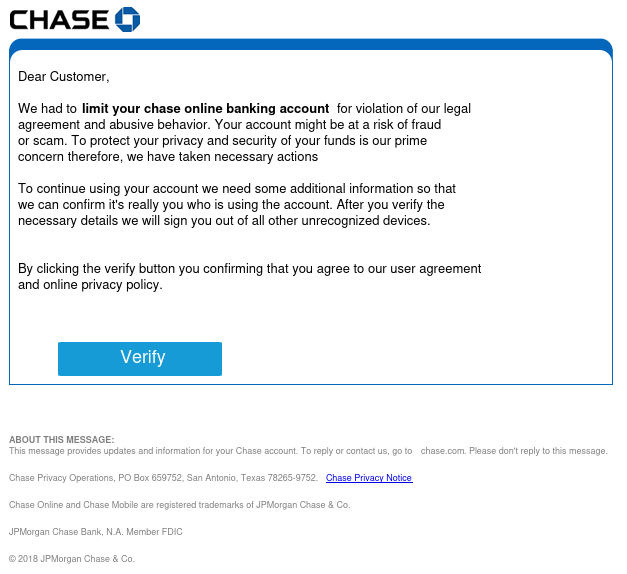 CHASE
Dear Customer,
We had to limit your chase online banking account for violation of our legal
agreement and abusive behavior. Your account might be at a risk of fraud
or scam. To protect your privacy and security of your funds is our prime
concern therefore, we have taken necessary actions
To continue using your account we need some additional information so that
we can confirm it's really you who is using the account. After you verify the
necessary details we will sign you out of all other unrecognized devices.
By clicking the verify button you confirming that you agree to our user agreement
and online privacy policy.
Verify
ABOUT THIS MESSAGE:
This message provides updates and information for your Chase account. To reply or contact us, go to chase.com. Please don't reply to this message.
Chase Privacy Operations, PO Box 659752, San Antonio, Texas 78265-9752. Chase Privacy Notice
Chase Online and Chase Mobile are registered trademarks of JPMorgan Chase & Co.
JPMorgan Chase Bank, N.A. Member FDIC
© 2018 JPMorgan Chase & Co.